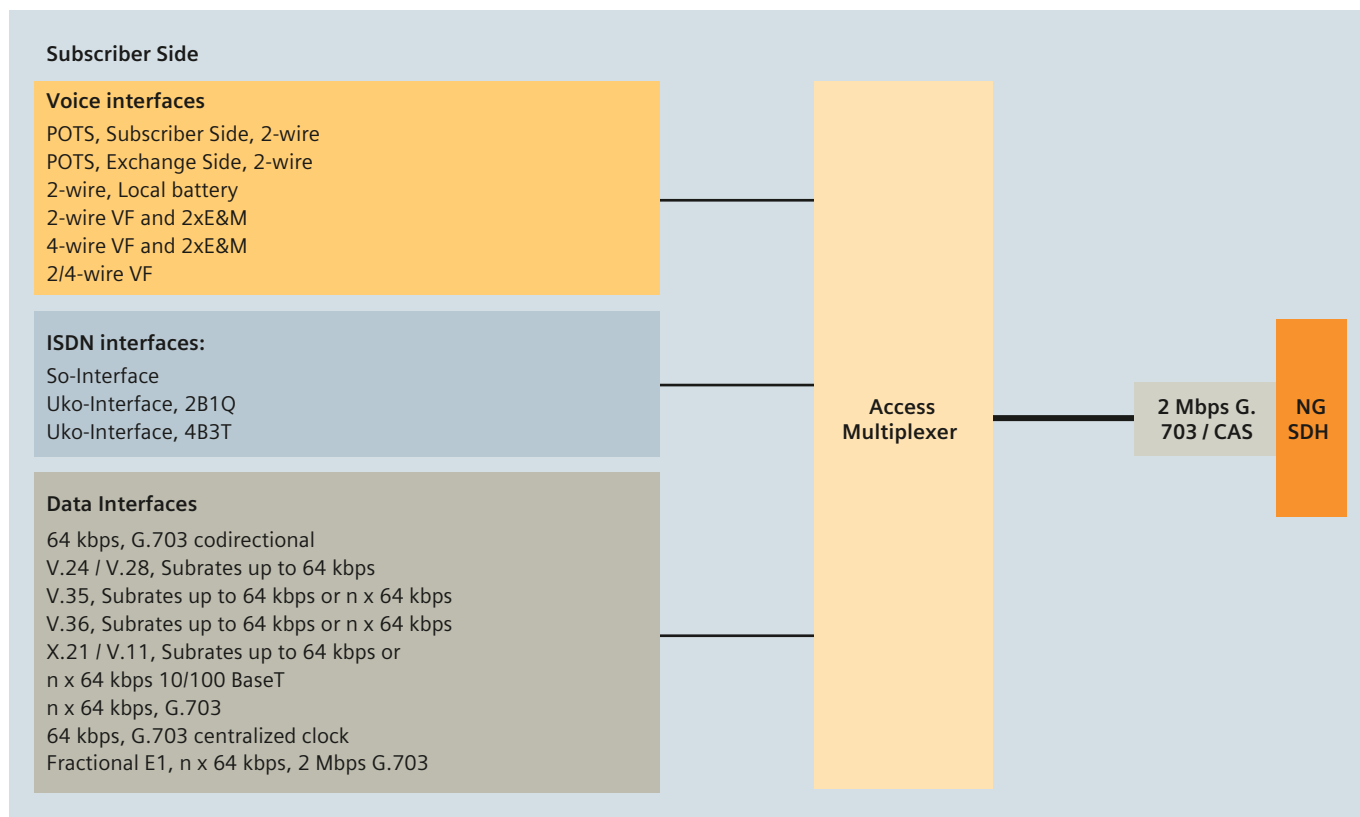 Subscriber Side
Voice interfaces
POTS, Subscriber Side, 2-wire
POTS, Exchange Side, 2-wire
2-wire, Local battery
2-wire VF and 2xE&M
4-wire VF and 2xE&M
2/4-wire VF
ISDN interfaces:
So-Interface
Uko-Interface, 2B1Q
Uko-Interface, 4B3T
Data Interfaces
64 kbps, G.703 codirectional
V.24 / V.28, Subrates up to 64 kbps
V.35, Subrates up to 64 kbps or n x 64 kbps
V.36, Subrates up to 64 kbps or n x 64 kbps
X.21 / V.11, Subrates up to 64 kbps or
n x 64 kbps 10/100 BaseT
n x 64 kbps, G.703
64 kbps, G.703 centralized clock
Fractional E1, n x 64 kbps, 2 Mbps G.703
Access
Multiplexer
2 Mbps G.
703 / CAS
NG
SDH